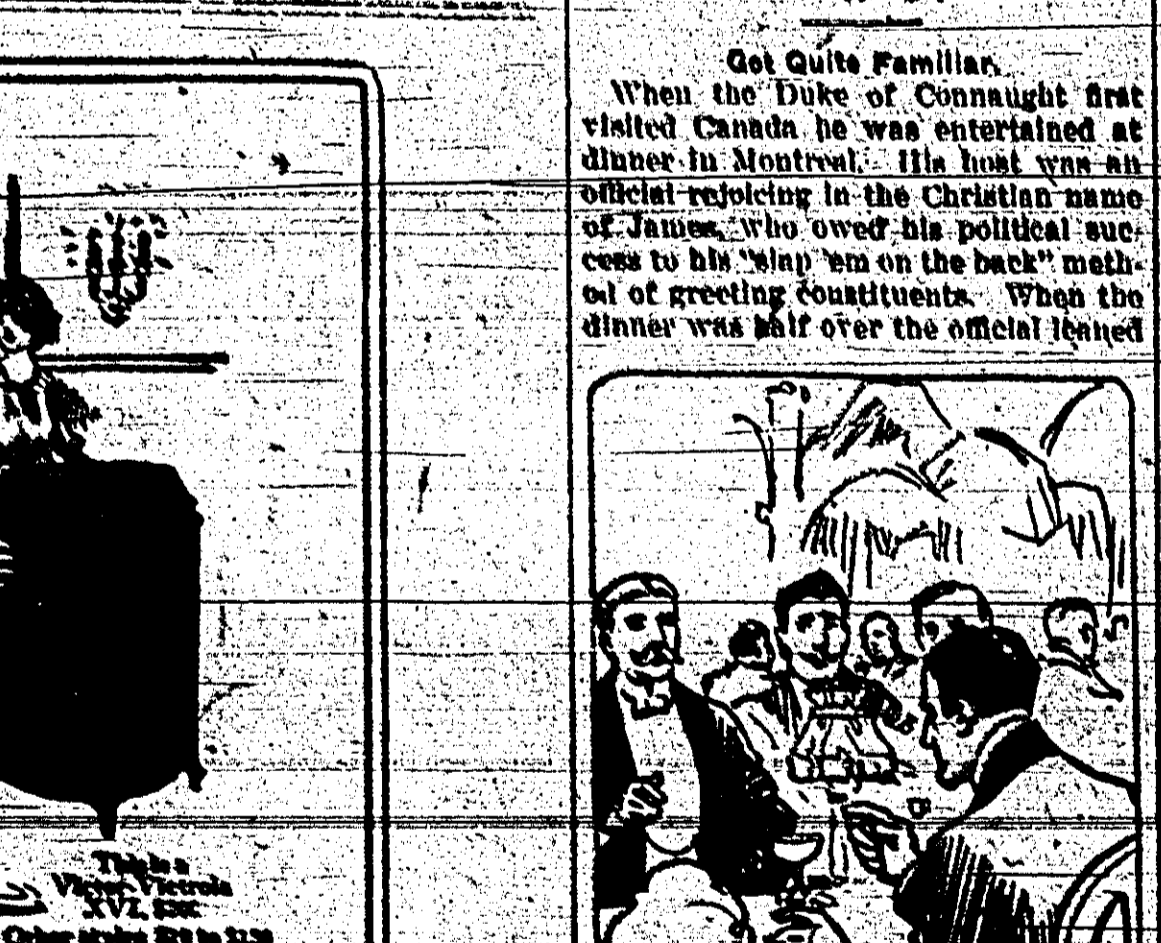 Got Quite Familiar.
When the Duke of Connaught first
visited Canada he was entertained at
dinner in Montreal. His host was an
official rejoicing in the Christian name
of James, who owed his political suc-
cess to his "slap 'em on the back" meth-
od of greeting constituents. When the
dinner was half over the official leaned
This is a
Victor-Victrola
XVI,